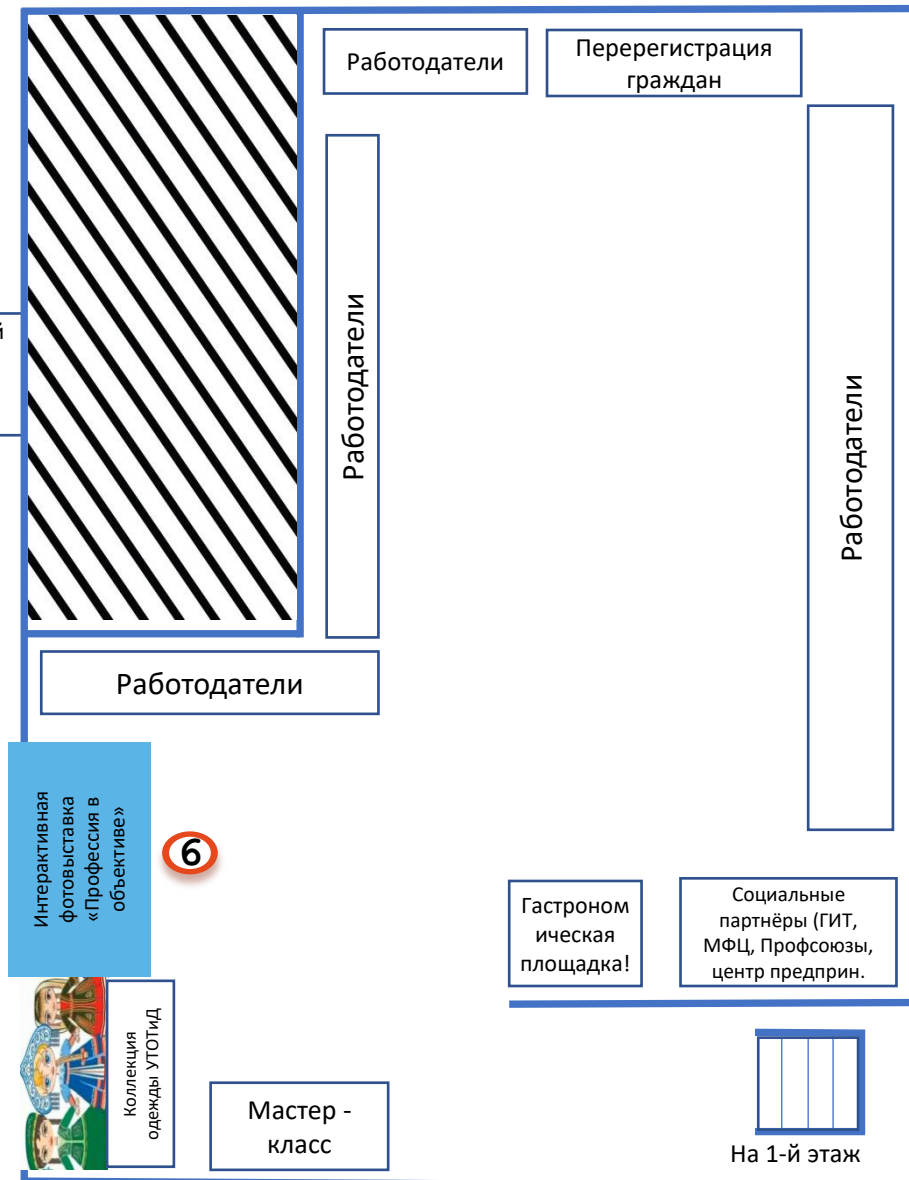 Работодатели
Перерегистрация
граждан
й
Работодатели
Работодатели
Работодатели
Интерактивная
фотовыставка
«Профессия в
объективе»
6
Гастроном
ическая
площадка!
Социальные
партнёры (ГИТ,
МФЦ, Профсоюзы,
центр предприн.
Коллекция
одежды УТОТиД
Мастер -
класс
На 1-й этаж